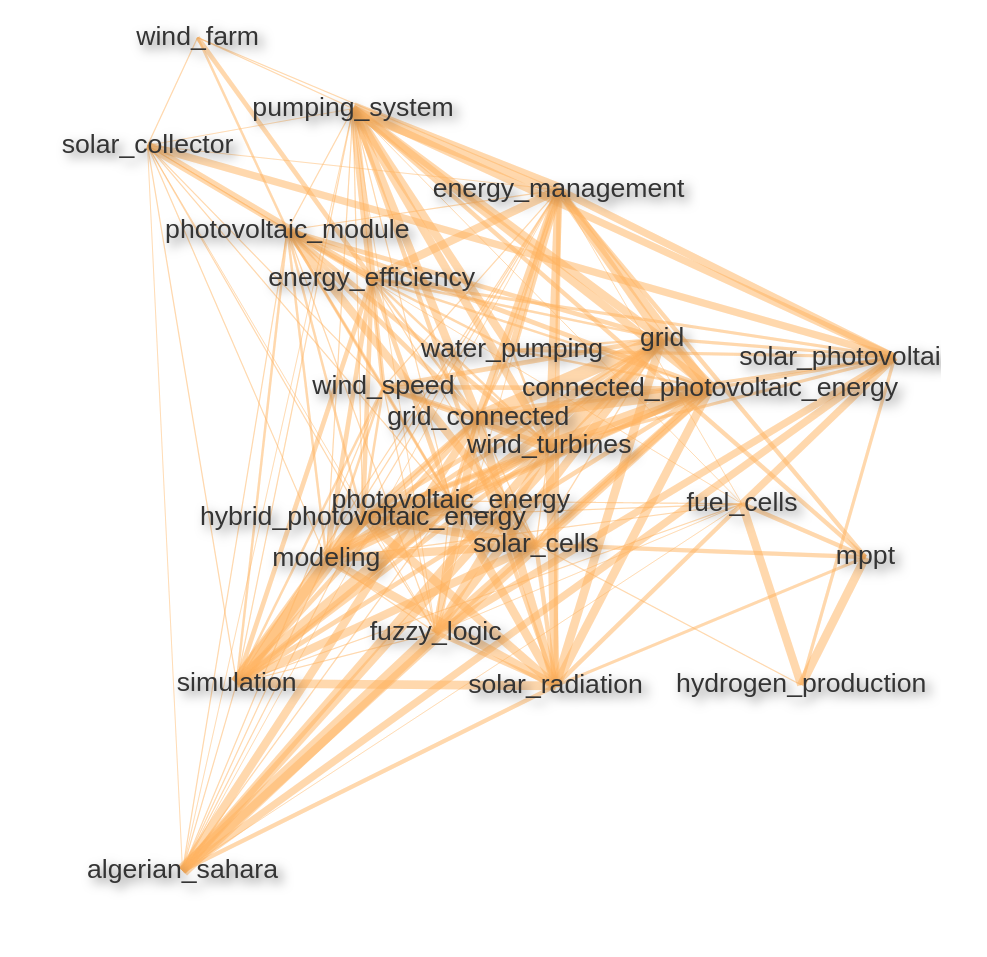 wind_farm
pumping_system
solar_collector
energy_management
photovoltaic_module
energy_efficiency
grid
water_pumping
solar_photovoltai
wind_speed
connected_photovoltaic_energy
grid_connected
wind_turbines
photovoltaic_energy
fuel_cells
hybrid_photovoltaic_energy
solar_cells
modeling
mppt
fuzzy_logic
simulation
solar_radiation
hydrogen_production
algerian_sahara